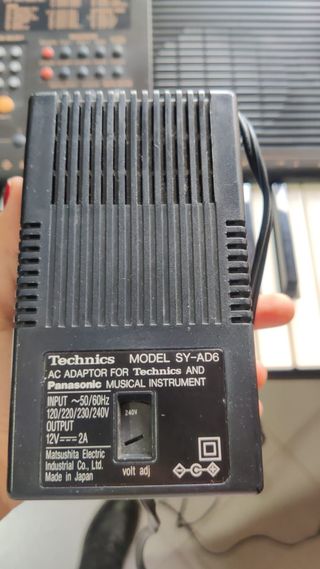 Technics MODEL SY-AD6
AC ADAPTOR FOR Technics AND
Panasonic MUSICAL INSTRUMENT
INPUT ∼50/60Hz
120/220/230/240V
OUTPUT
12V⎓2A
Matsushita Electric
Industrial Co., Ltd.
Made in Japan
240V
volt adj